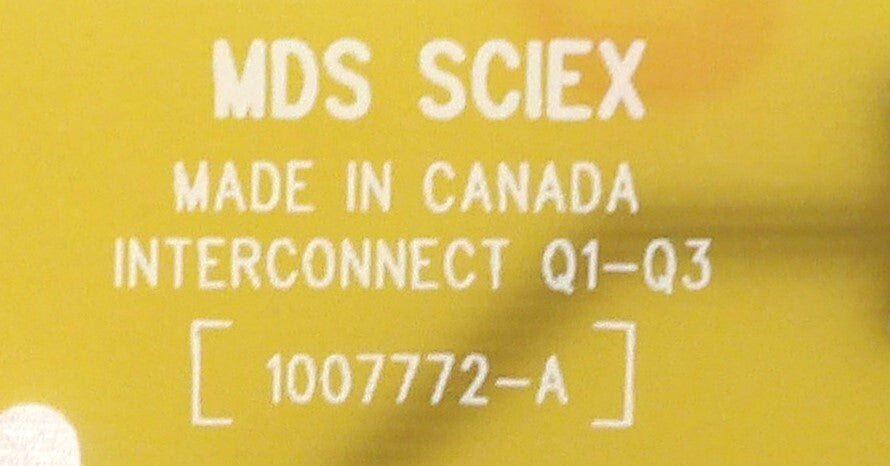 MDS SCIEX
MADE IN CANADA
INTERCONNECT Q1-Q3
[ 1007772-A ]